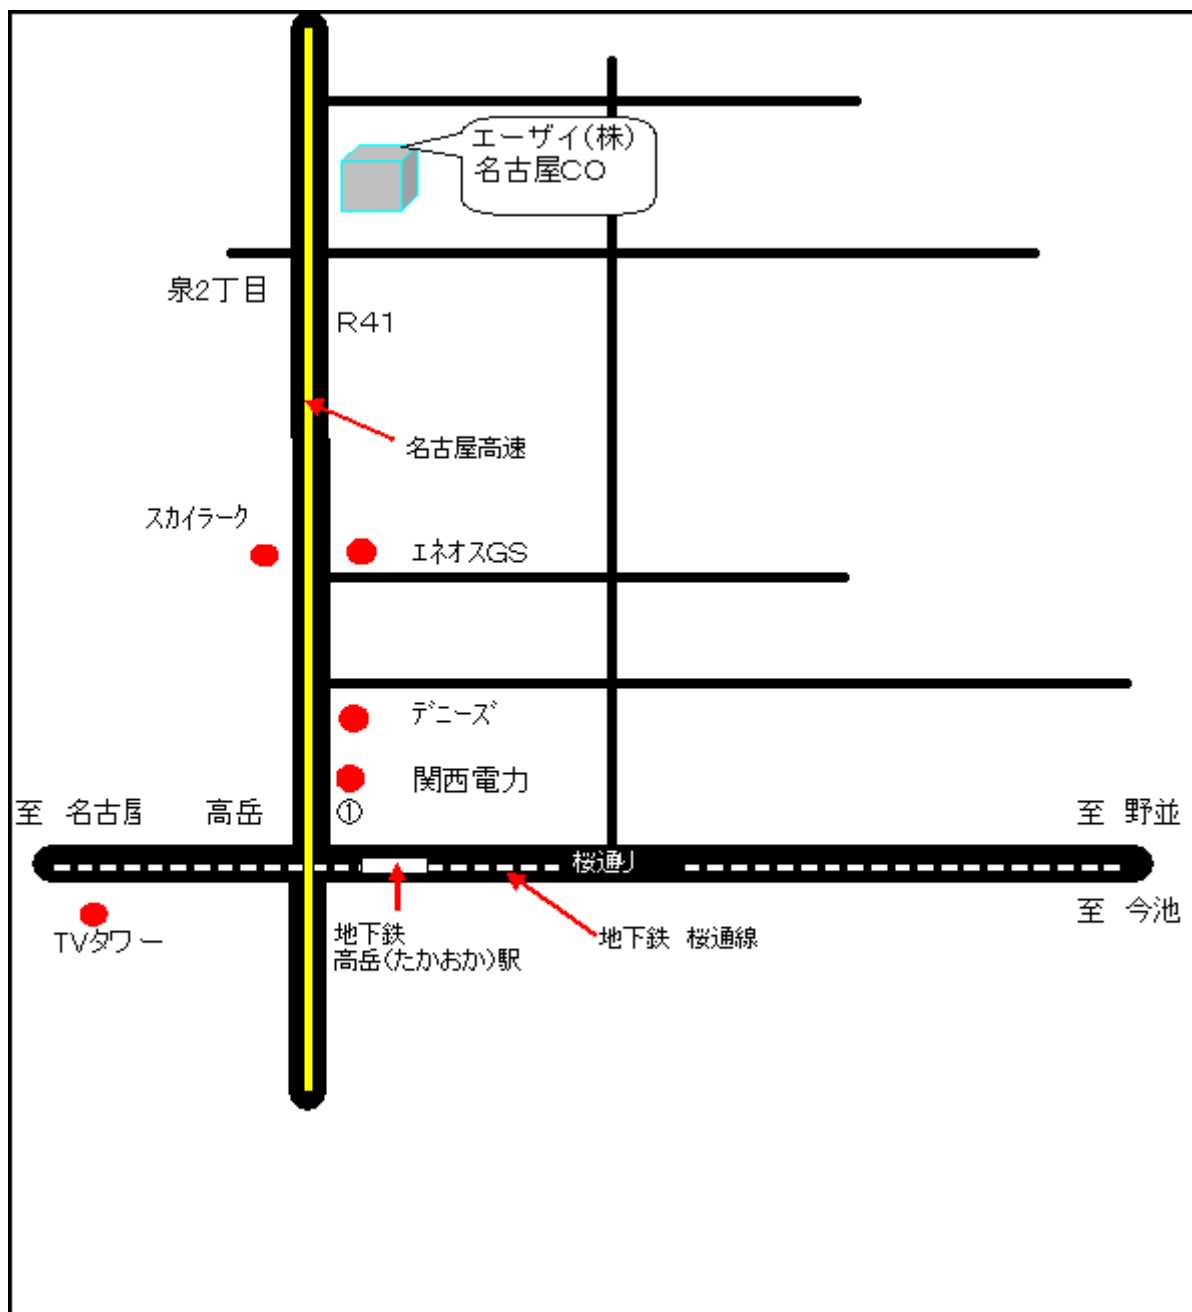 エーザイ(株)
名古屋CO
泉2丁目
R41
名古屋高速
スカイラーク
エネオスGS
デニーズ
関西電力
至 名古屋
高岳
①
至 野並
桜通り
至 今池
TVタワー
地下鉄
高岳(たかおか)駅
地下鉄 桜通線